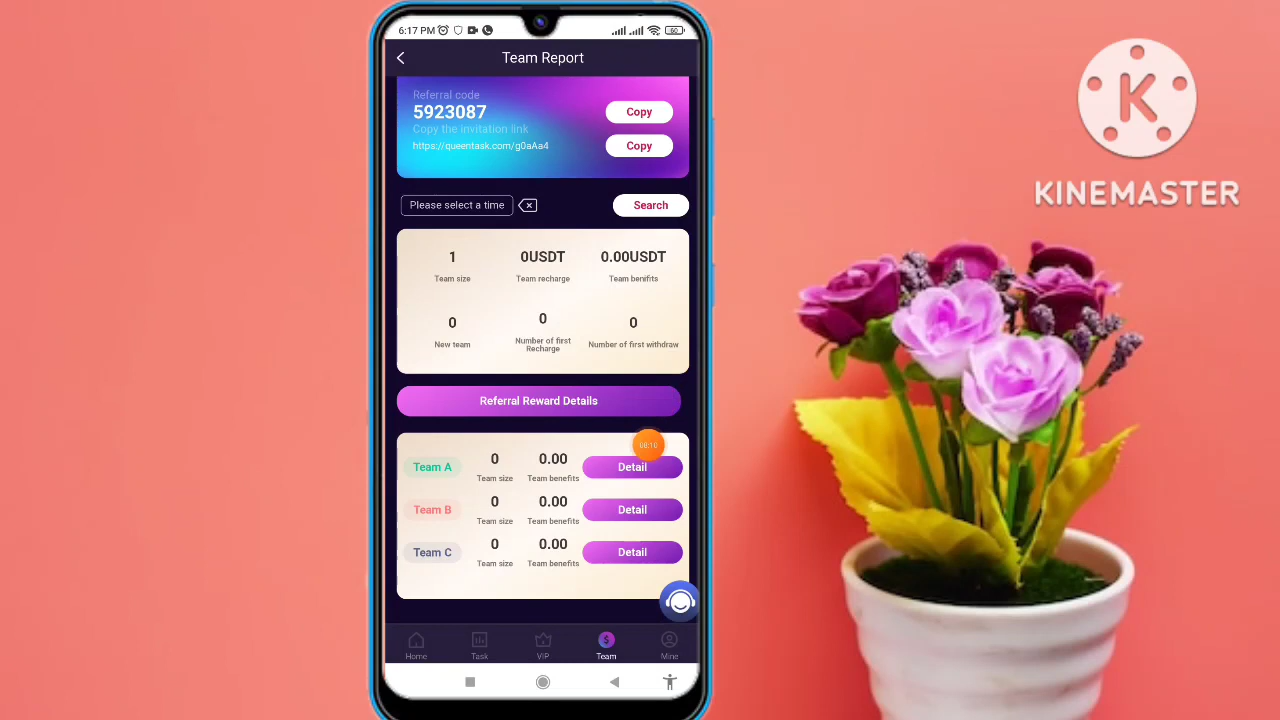 6:17 PM
60
Team Report
Referral code
5923087
Copy
Copy the invitation link
https://queentask.com/g0aAa4
Copy
Please select a time
Search
1
0USDT
0.00USDT
Team size
Team recharge
Team benifits
0
0
0
New team
Number of first
Recharge
Number of first withdraw
Referral Reward Details
08:10
Team A
0
0.00
Detail
Team size
Team benefits
Team B
0
0.00
Detail
Team size
Team benefits
Team C
0
0.00
Detail
Team size
Team benefits
Home
Task
VIP
Team
Mine
K
KINEMASTER